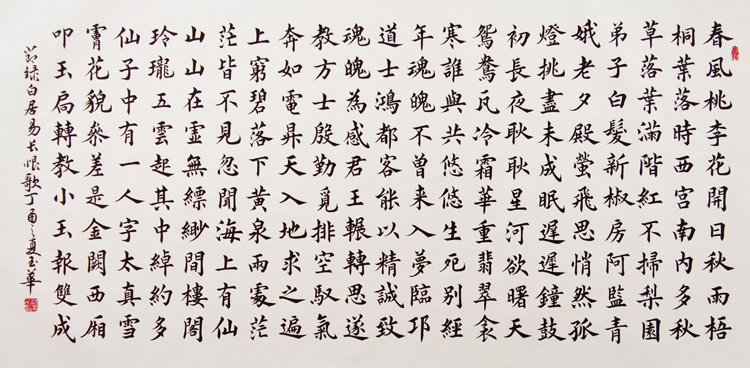 春風桃李花開日秋雨梧
桐葉落時西宮南內多秋
草落葉滿階紅不掃梨園
弟子白髮新椒房阿監青
娥老夕殿螢飛思悄然孤
燈挑盡未成眠遲遲鐘鼓
初長夜耿耿星河欲曙天
鴛鴦瓦冷霜華重翡翠衾
寒誰與共悠悠生死别經
年魂魄不曾来入夢臨邛
道士鴻都客能以精誠致
魂魄為感君王輾轉思遂
教方士殷勤覓排空馭氣
奔如電昇天入地求之遍
上窮碧落下黄泉兩處茫
茫皆不見忽聞海上有仙
山山在虛無縹緲間樓閣
玲瓏五雲起其中綽約多
仙子中有一人字太真雪
膚花貌參差是金闕西厢
叩玉扃轉教小玉報雙成
節録白居易长恨歌丁酉之夏玉華